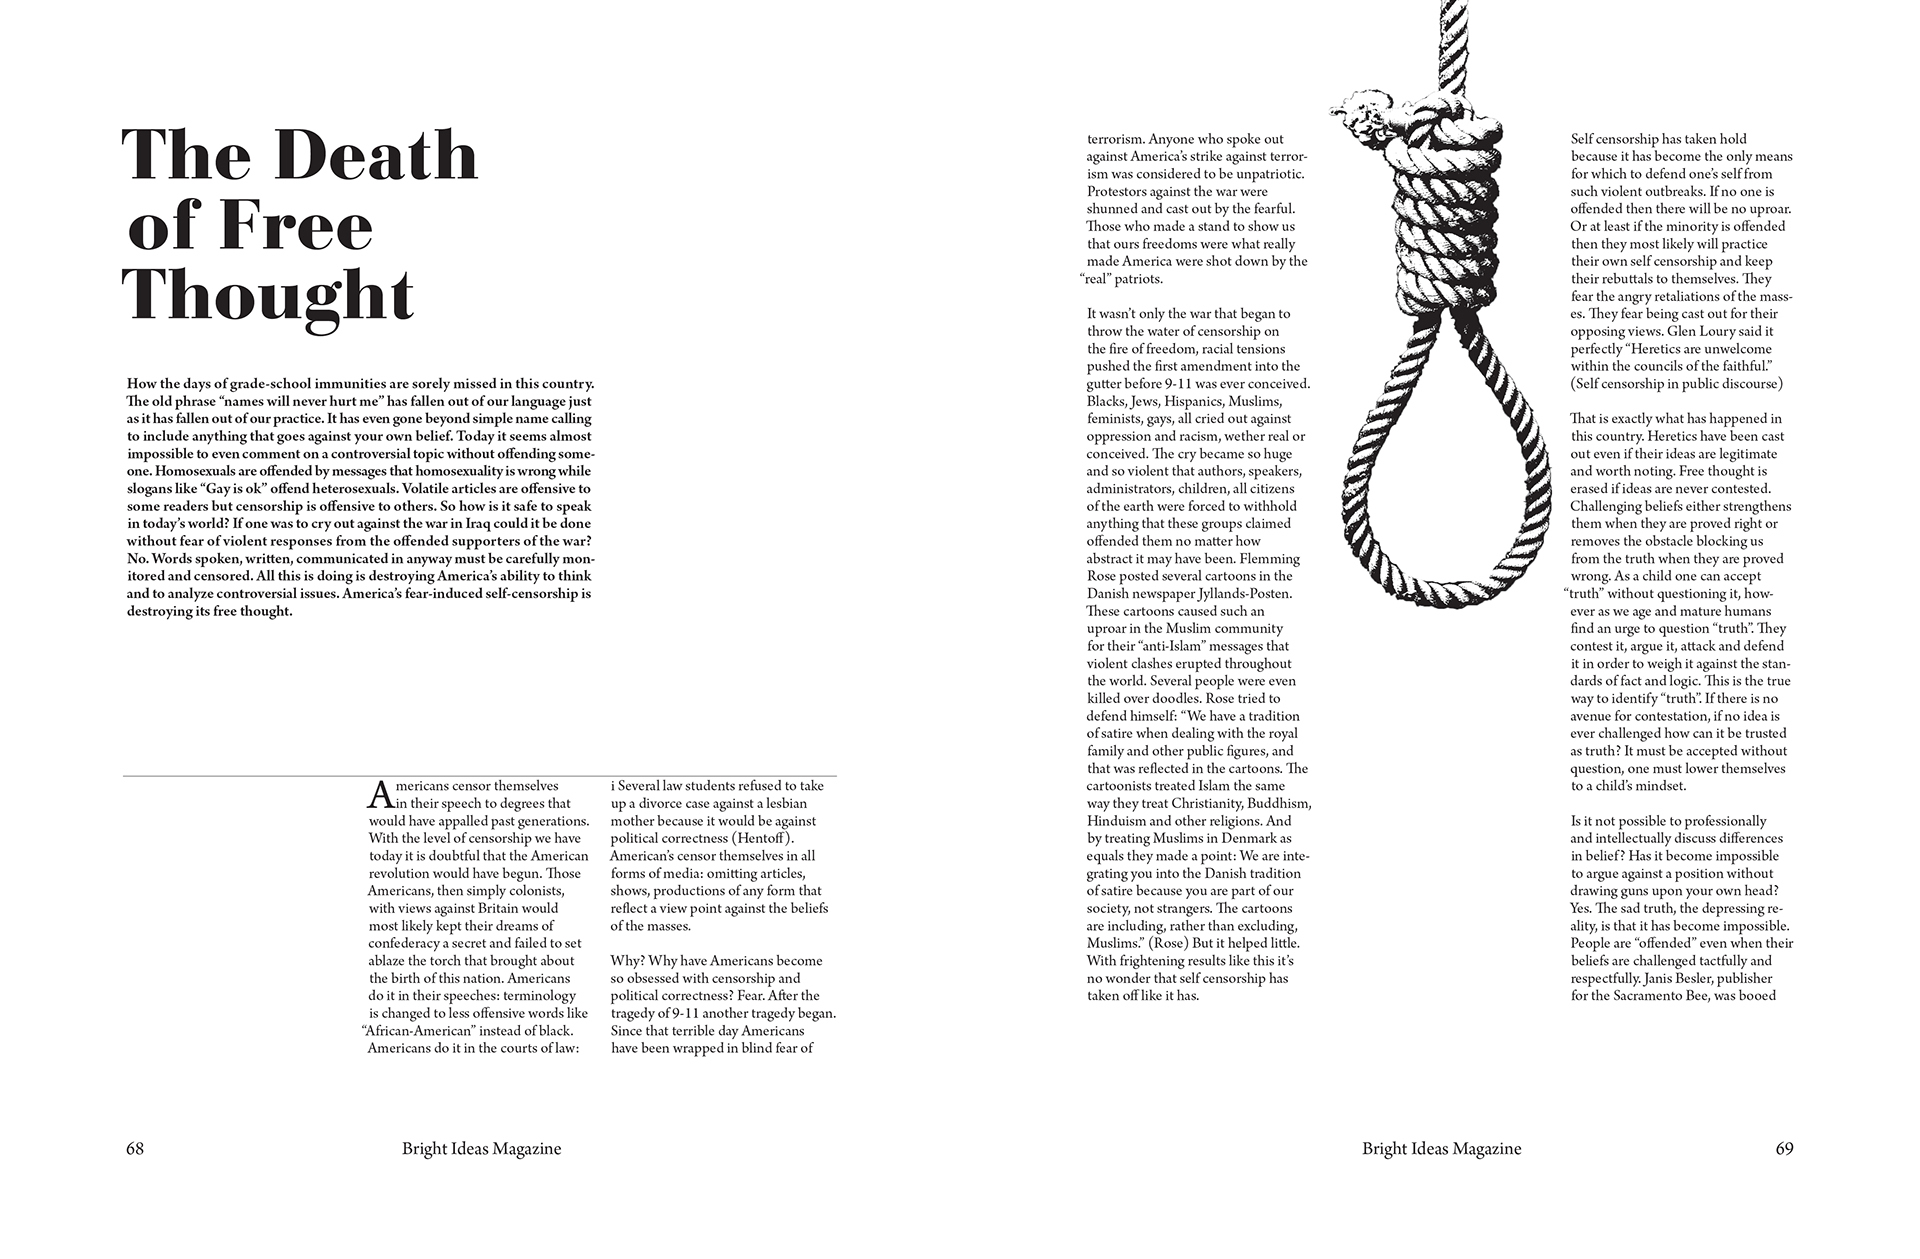 The Death
of Free
Thought
How the days of grade-school immunities are sorely missed in this country.
The old phrase “names will never hurt me” has fallen out of our language just
as it has fallen out of our practice. It has even gone beyond simple name calling
to include anything that goes against your own belief. Today it seems almost
impossible to even comment on a controversial topic without offending some-
one. Homosexuals are offended by messages that homosexuality is wrong while
slogans like “Gay is ok” offend heterosexuals. Volatile articles are offensive to
some readers but censorship is offensive to others. So how is it safe to speak
in today’s world? If one was to cry out against the war in Iraq could it be done
without fear of violent responses from the offended supporters of the war?
No. Words spoken, written, communicated in anyway must be carefully mon-
itored and censored. All this is doing is destroying America’s ability to think
and to analyze controversial issues. America’s fear-induced self-censorship is
destroying its free thought.
Americans censor themselves
in their speech to degrees that
would have appalled past generations.
With the level of censorship we have
today it is doubtful that the American
revolution would have begun. Those
Americans, then simply colonists,
with views against Britain would
most likely kept their dreams of
confederacy a secret and failed to set
ablaze the torch that brought about
the birth of this nation. Americans
do it in their speeches: terminology
is changed to less offensive words like
“African-American” instead of black.
Americans do it in the courts of law:
i Several law students refused to take
up a divorce case against a lesbian
mother because it would be against
political correctness (Hentoff).
American’s censor themselves in all
forms of media: omitting articles,
shows, productions of any form that
reflect a view point against the beliefs
of the masses.
Why? Why have Americans become
so obsessed with censorship and
political correctness? Fear. After the
tragedy of 9-11 another tragedy began.
Since that terrible day Americans
have been wrapped in blind fear of
68
Bright Ideas Magazine
terrorism. Anyone who spoke out
against America’s strike against terror-
ism was considered to be unpatriotic.
Protestors against the war were
shunned and cast out by the fearful.
Those who made a stand to show us
that ours freedoms were what really
made America were shot down by the
“real” patriots.
It wasn’t only the war that began to
throw the water of censorship on
the fire of freedom, racial tensions
pushed the first amendment into the
gutter before 9-11 was ever conceived.
Blacks, Jews, Hispanics, Muslims,
feminists, gays, all cried out against
oppression and racism, wether real or
conceived. The cry became so huge
and so violent that authors, speakers,
administrators, children, all citizens
of the earth were forced to withhold
anything that these groups claimed
offended them no matter how
abstract it may have been. Flemming
Rose posted several cartoons in the
Danish newspaper Jyllands-Posten.
These cartoons caused such an
uproar in the Muslim community
for their “anti-Islam” messages that
violent clashes erupted throughout
the world. Several people were even
killed over doodles. Rose tried to
defend himself: “We have a tradition
of satire when dealing with the royal
family and other public figures, and
that was reflected in the cartoons. The
cartoonists treated Islam the same
way they treat Christianity, Buddhism,
Hinduism and other religions. And
by treating Muslims in Denmark as
equals they made a point: We are inte-
grating you into the Danish tradition
of satire because you are part of our
society, not strangers. The cartoons
are including, rather than excluding,
Muslims.” (Rose) But it helped little.
With frightening results like this it’s
no wonder that self censorship has
taken off like it has.
Self censorship has taken hold
because it has become the only means
for which to defend one’s self from
such violent outbreaks. If no one is
offended then there will be no uproar.
Or at least if the minority is offended
then they most likely will practice
their own self censorship and keep
their rebuttals to themselves. They
fear the angry retaliations of the mass-
es. They fear being cast out for their
opposing views. Glen Loury said it
perfectly “Heretics are unwelcome
within the councils of the faithful.”
(Self censorship in public discourse)
That is exactly what has happened in
this country. Heretics have been cast
out even if their ideas are legitimate
and worth noting. Free thought is
erased if ideas are never contested.
Challenging beliefs either strengthens
them when they are proved right or
removes the obstacle blocking us
from the truth when they are proved
wrong. As a child one can accept
“truth” without questioning it, how-
ever as we age and mature humans
find an urge to question “truth”. They
contest it, argue it, attack and defend
it in order to weigh it against the stan-
dards of fact and logic. This is the true
way to identify “truth”. If there is no
avenue for contestation, if no idea is
ever challenged how can it be trusted
as truth? It must be accepted without
question, one must lower themselves
to a child’s mindset.
Is it not possible to professionally
and intellectually discuss differences
in belief? Has it become impossible
to argue against a position without
drawing guns upon your own head?
Yes. The sad truth, the depressing re-
ality, is that it has become impossible.
People are “offended” even when their
beliefs are challenged tactfully and
respectfully. Janis Besler, publisher
for the Sacramento Bee, was booed
Bright Ideas Magazine
69